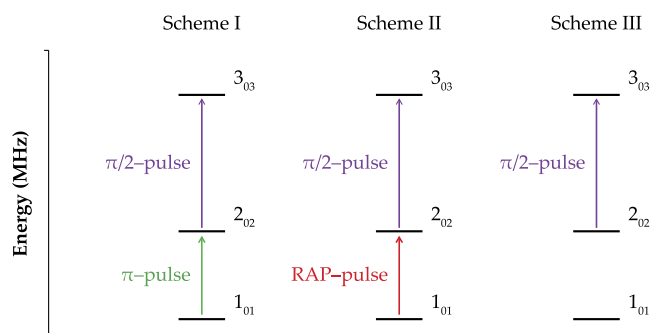 Scheme I Scheme II Scheme III
3₀₃ 3₀₃ 3₀₃
π/2–pulse π/2–pulse π/2–pulse
2₀₂ 2₀₂ 2₀₂
π–pulse RAP–pulse
1₀₁ 1₀₁ 1₀₁
Energy (MHz)